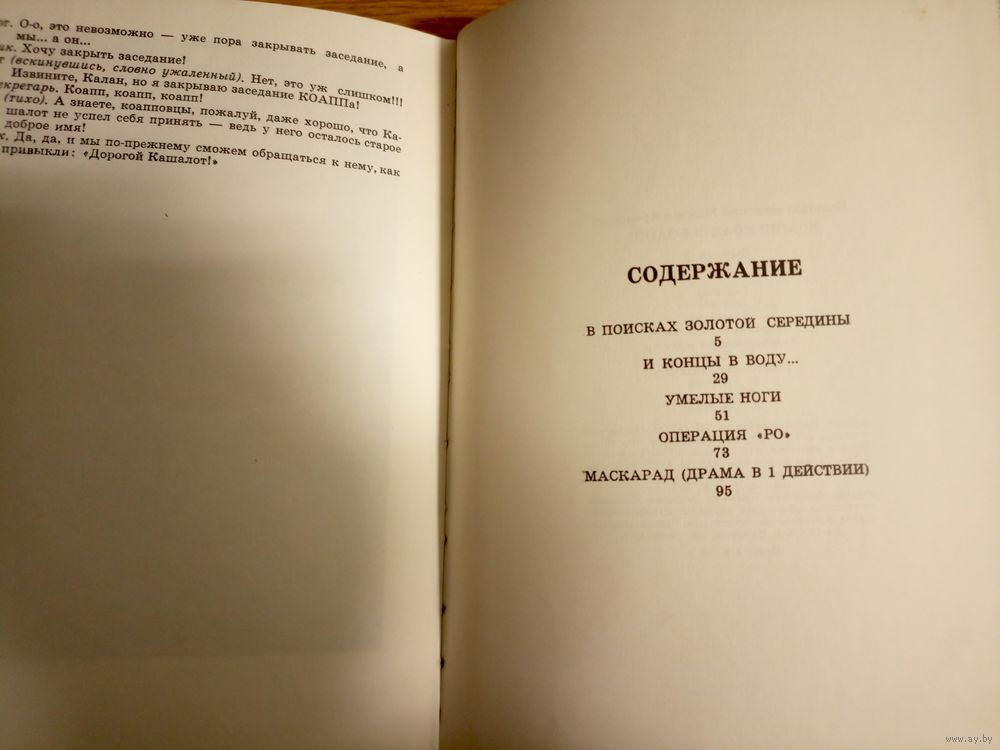 О-о, это невозможно — уже пора закрывать заседание, а
мы... а он...
Хочу закрыть заседание!
(вскинувшись, словно ужаленный). Нет, это уж слишком!!!
Извините, Калан, но я закрываю заседание КОАППа!
екретарь. Коапп, коапп, коапп!
(тихо). А знаете, коапповцы, пожалуй, даже хорошо, что Ка-
шалот не успел себя принять — ведь у него осталось старое
доброе имя!
Да, да, и мы по-прежнему сможем обращаться к нему, как
привыкли: «Дорогой Кашалот!»
СОДЕРЖАНИЕ
В ПОИСКАХ ЗОЛОТОЙ СЕРЕДИНЫ
5
И КОНЦЫ В ВОДУ...
29
УМЕЛЫЕ НОГИ
51
ОПЕРАЦИЯ «РО»
73
МАСКАРАД (ДРАМА В 1 ДЕЙСТВИИ)
95
www.ay.by